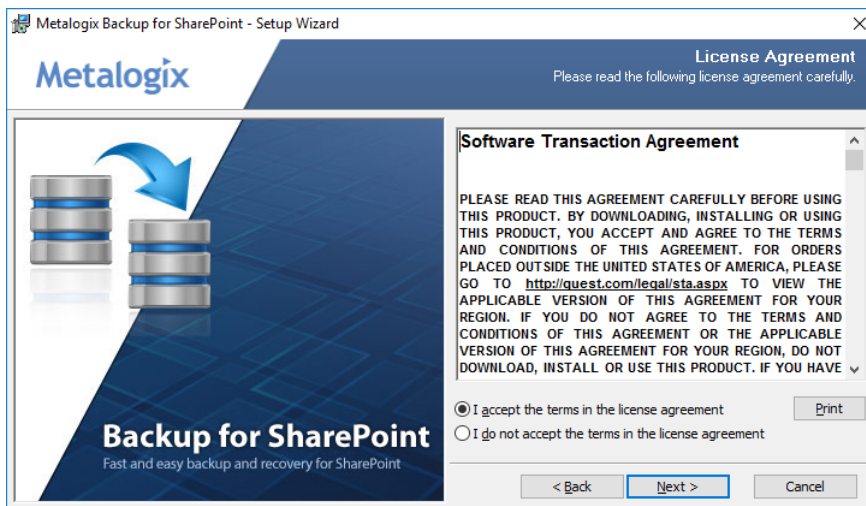 Metalogix Backup for SharePoint - Setup Wizard
Metalogix
License Agreement
Please read the following license agreement carefully.
Software Transaction Agreement
PLEASE READ THIS AGREEMENT CAREFULLY BEFORE USING
THIS PRODUCT. BY DOWNLOADING, INSTALLING OR USING
THIS PRODUCT, YOU ACCEPT AND AGREE TO THE TERMS
AND CONDITIONS OF THIS AGREEMENT. FOR ORDERS
PLACED OUTSIDE THE UNITED STATES OF AMERICA, PLEASE
GO TO http://quest.com/legal/sta.aspx TO VIEW THE
APPLICABLE VERSION OF THIS AGREEMENT FOR YOUR
REGION. IF YOU DO NOT AGREE TO THE TERMS AND
CONDITIONS OF THIS AGREEMENT OR THE APPLICABLE
VERSION OF THIS AGREEMENT FOR YOUR REGION, DO NOT
DOWNLOAD, INSTALL OR USE THIS PRODUCT. IF YOU HAVE
I accept the terms in the license agreement
Print
I do not accept the terms in the license agreement
Backup for SharePoint
Fast and easy backup and recovery for SharePoint
< Back
Next >
Cancel